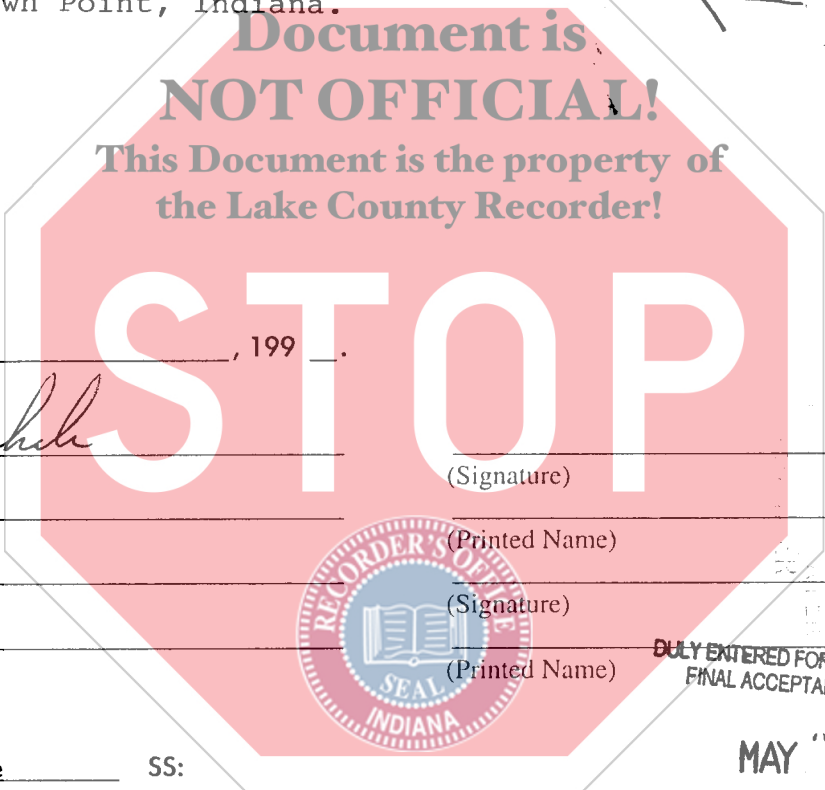 wn Point, Indiana.
Document is
NOT OFFICIAL!
This Document is the property of
the Lake County Recorder!
STOP
, 199 __.
(Signature)
(Printed Name)
(Signature)
(Printed Name)
RECORDER'S OFFICE
SEAL
INDIANA
DULY ENTERED FOR
FINAL ACCEPTA
e SS:
MAY